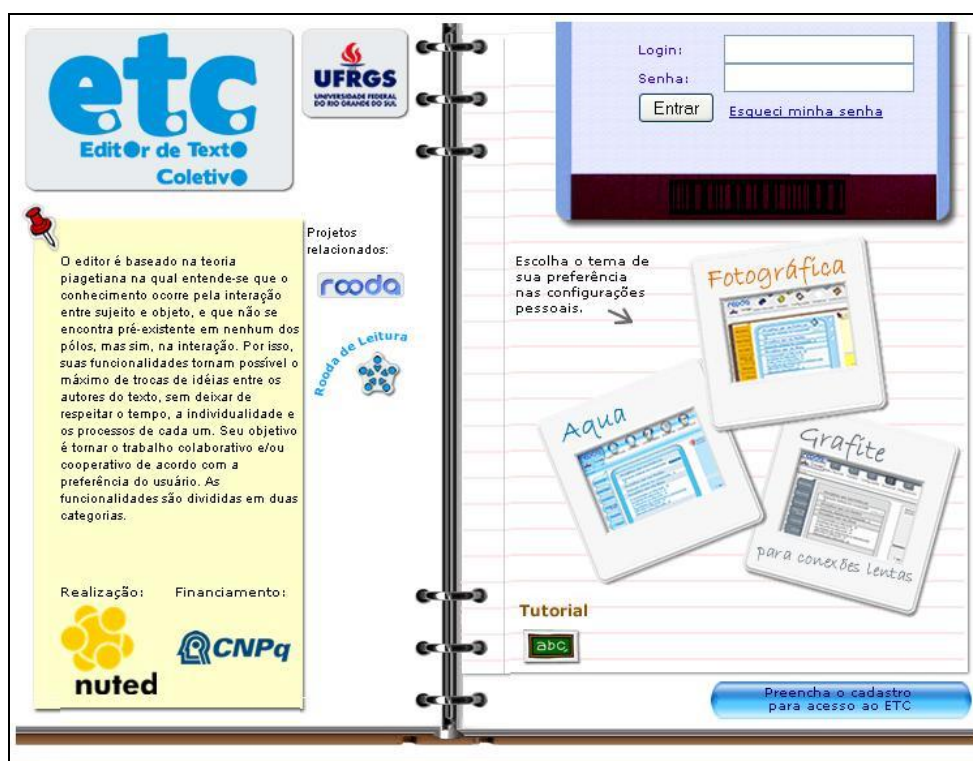 etc
Editor de Texto
Coletivo
UFRGS
UNIVERSIDADE FEDERAL
DO RIO GRANDE DO SUL
O editor é baseado na teoria
piagetiana na qual entende-se que o
conhecimento ocorre pela interação
entre sujeito e objeto, e que não se
encontra pré-existente em nenhum dos
pólos, mas sim, na interação. Por isso,
suas funcionalidades tornam possível o
máximo de trocas de idéias entre os
autores do texto, sem deixar de
respeitar o tempo, a individualidade e
os processos de cada um. Seu objetivo
é tornar o trabalho colaborativo e/ou
cooperativo de acordo com a
preferência do usuário. As
funcionalidades são divididas em duas
categorias.
Realização: Financiamento:
nuted
CNPq
Projetos
relacionados:
rooda
Rooda de Leitura
Login:
Senha:
Entrar Esqueci minha senha
Escolha o tema de
sua preferência
nas configurações
pessoais.
Fotográfica
Aqua
Grafite
para conexões lentas
Tutorial
abc
Preencha o cadastro
para acesso ao ETC